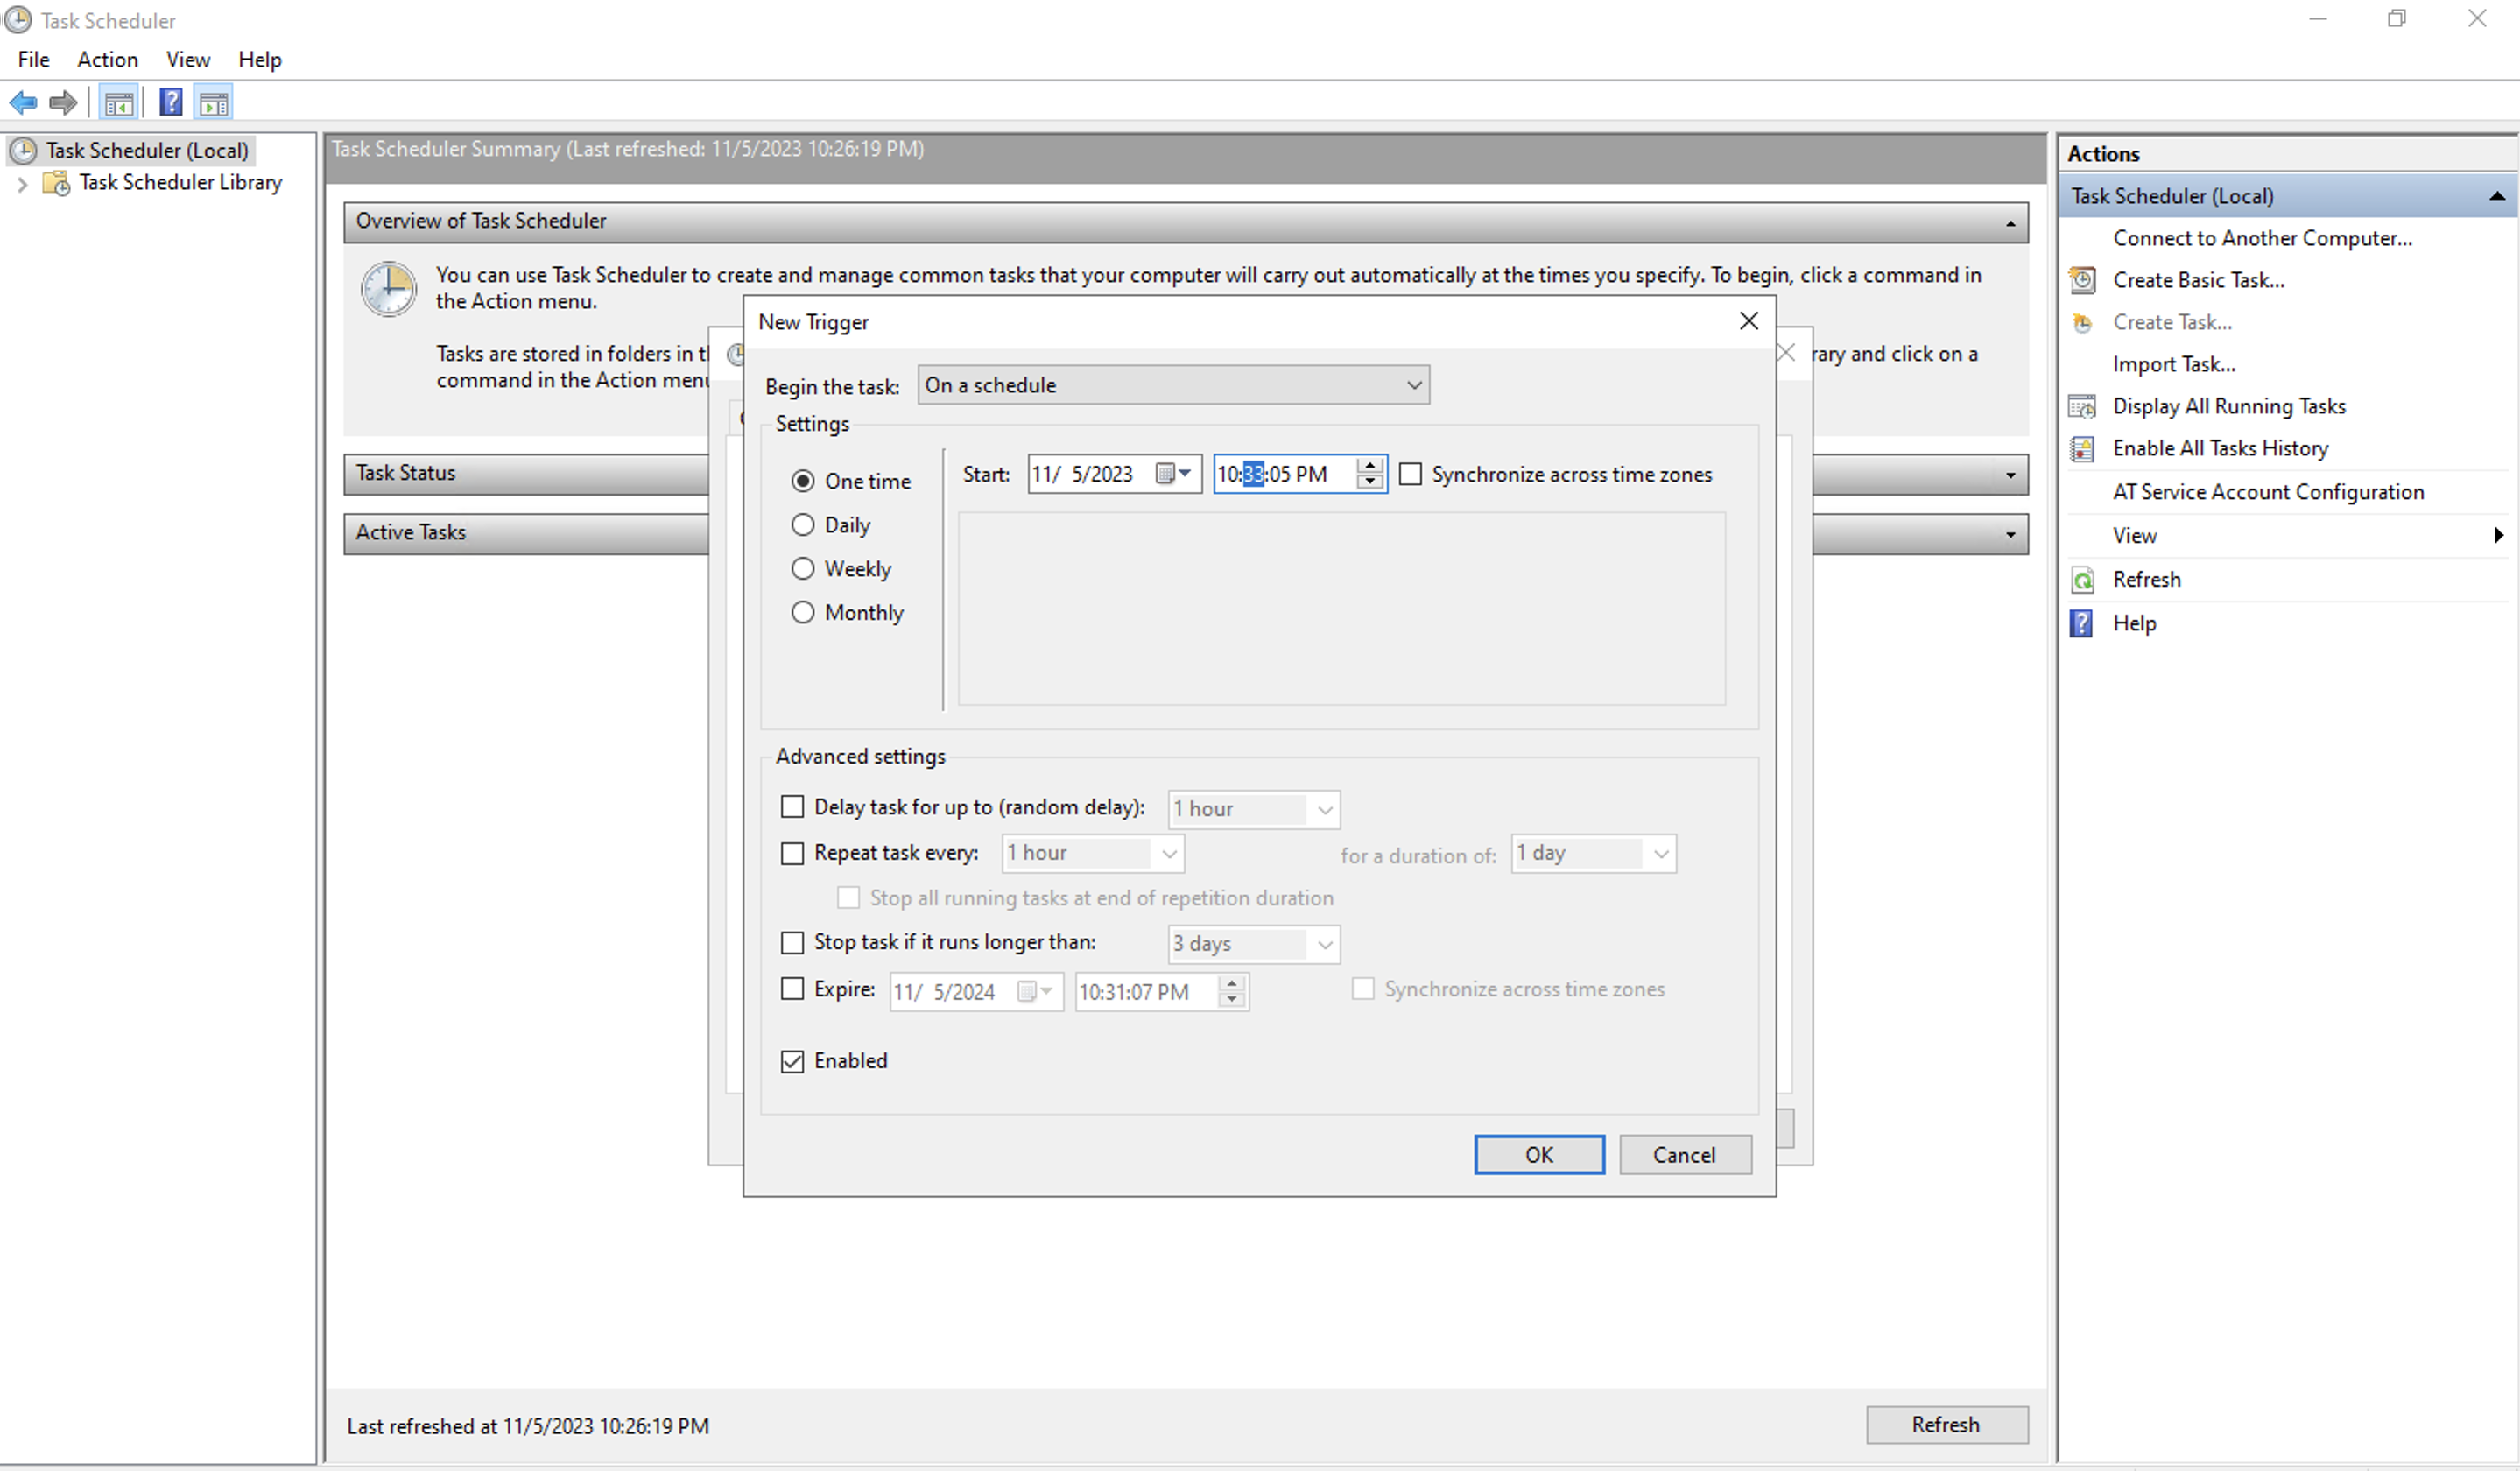 Task Scheduler
File Action View Help
Task Scheduler (Local)
Task Scheduler Library
Task Scheduler Summary (Last refreshed: 11/5/2023 10:26:19 PM)
Overview of Task Scheduler
You can use Task Scheduler to create and manage common tasks that your computer will carry out automatically at the times you specify. To begin, click a command in
the Action menu.
Tasks are stored in folders in
rary and click on a
command in the Action menu
Task Status
Active Tasks
New Trigger
Begin the task: On a schedule
Settings
One time
Daily
Weekly
Monthly
Start: 11/ 5/2023 10:33:05 PM Synchronize across time zones
Advanced settings
Delay task for up to (random delay): 1 hour
Repeat task every: 1 hour for a duration of: 1 day
Stop all running tasks at end of repetition duration
Stop task if it runs longer than: 3 days
Expire: 11/ 5/2024 10:31:07 PM Synchronize across time zones
Enabled
OK Cancel
Last refreshed at 11/5/2023 10:26:19 PM
Refresh
Actions
Task Scheduler (Local)
Connect to Another Computer...
Create Basic Task...
Create Task...
Import Task...
Display All Running Tasks
Enable All Tasks History
AT Service Account Configuration
View
Refresh
Help